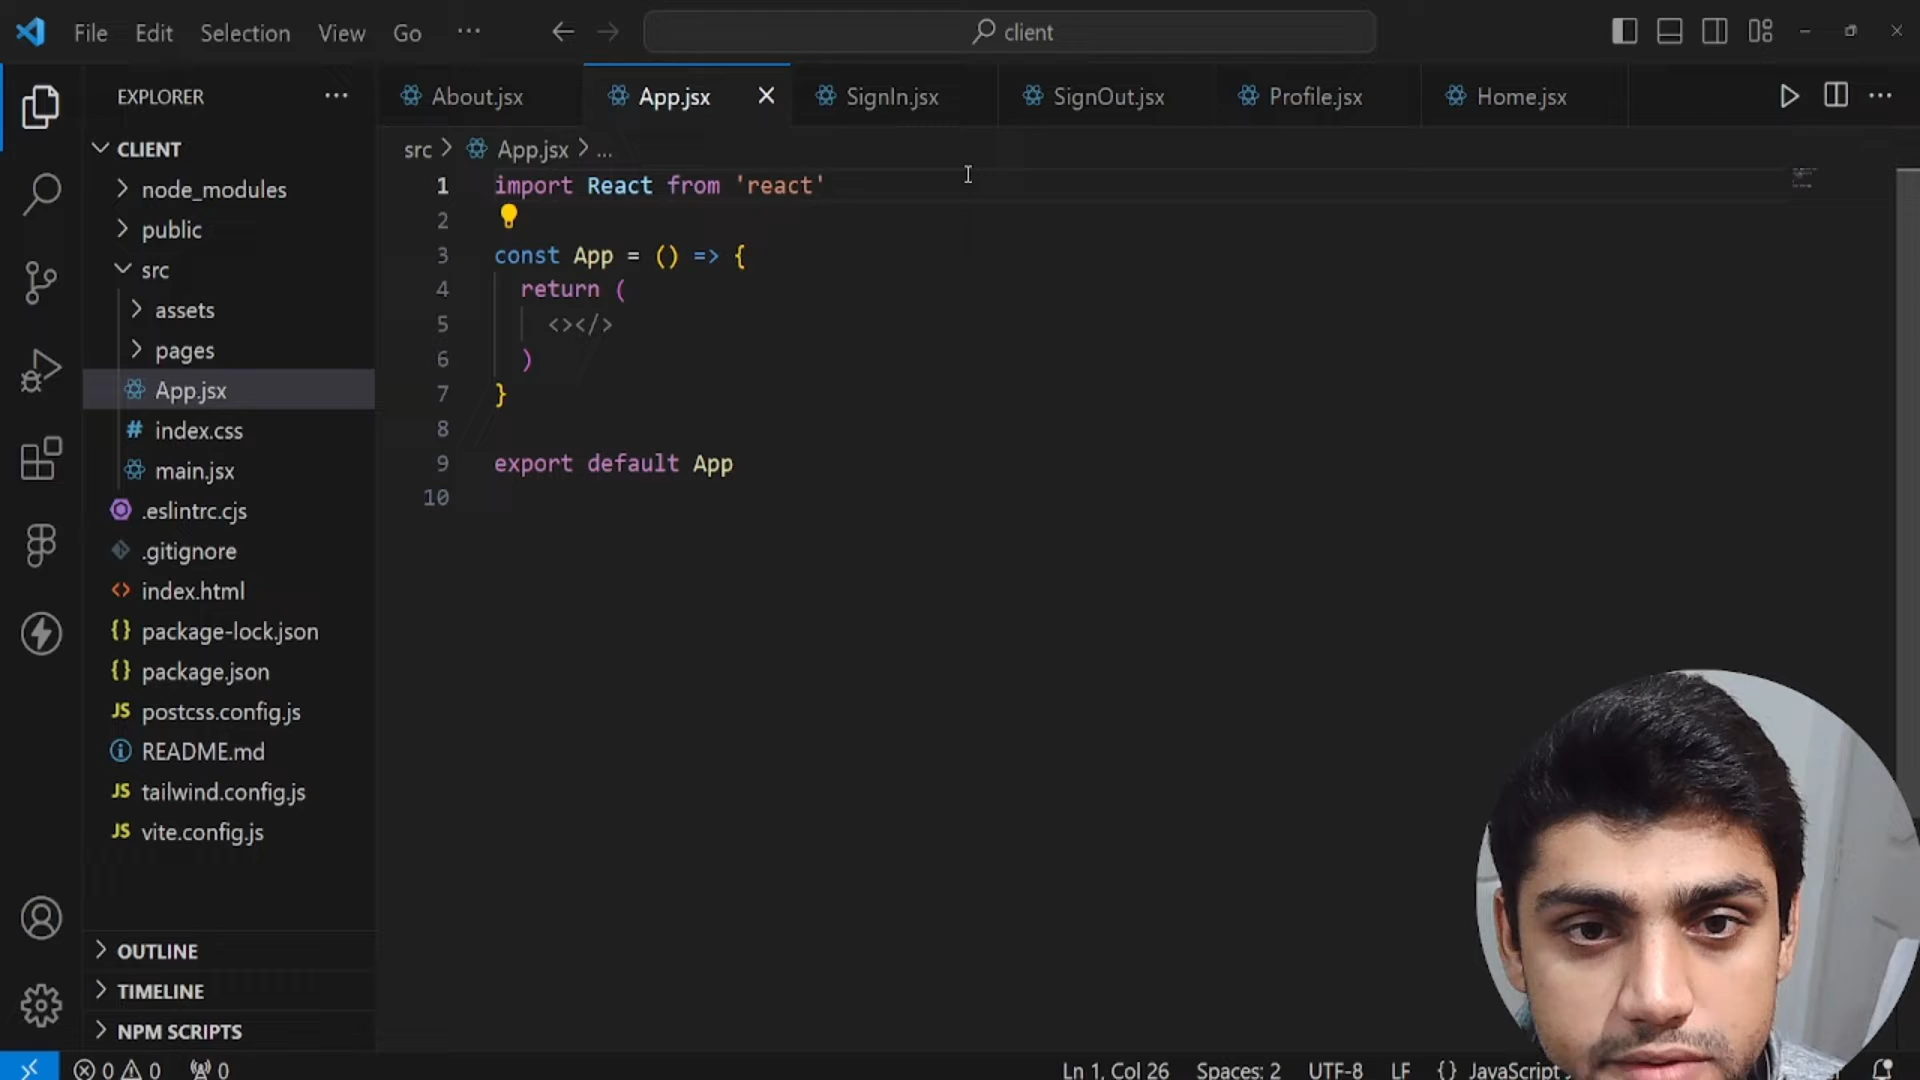 File Edit Selection View Go ... client
EXPLORER ... About.jsx App.jsx SignIn.jsx SignOut.jsx Profile.jsx Home.jsx ...
CLIENT
node_modules
public
src
assets
pages
App.jsx
# index.css
main.jsx
.eslintrc.cjs
.gitignore
<> index.html
{} package-lock.json
{} package.json
JS postcss.config.js
README.md
JS tailwind.config.js
JS vite.config.js
OUTLINE
TIMELINE
NPM SCRIPTS
src > App.jsx > ...
1 import React from 'react'
2
3 const App = () => {
4 return (
5 <></>
6 )
7 }
8
9 export default App
10
0 0 0 Ln 1, Col 26 Spaces: 2 UTF-8 LF {} JavaScript